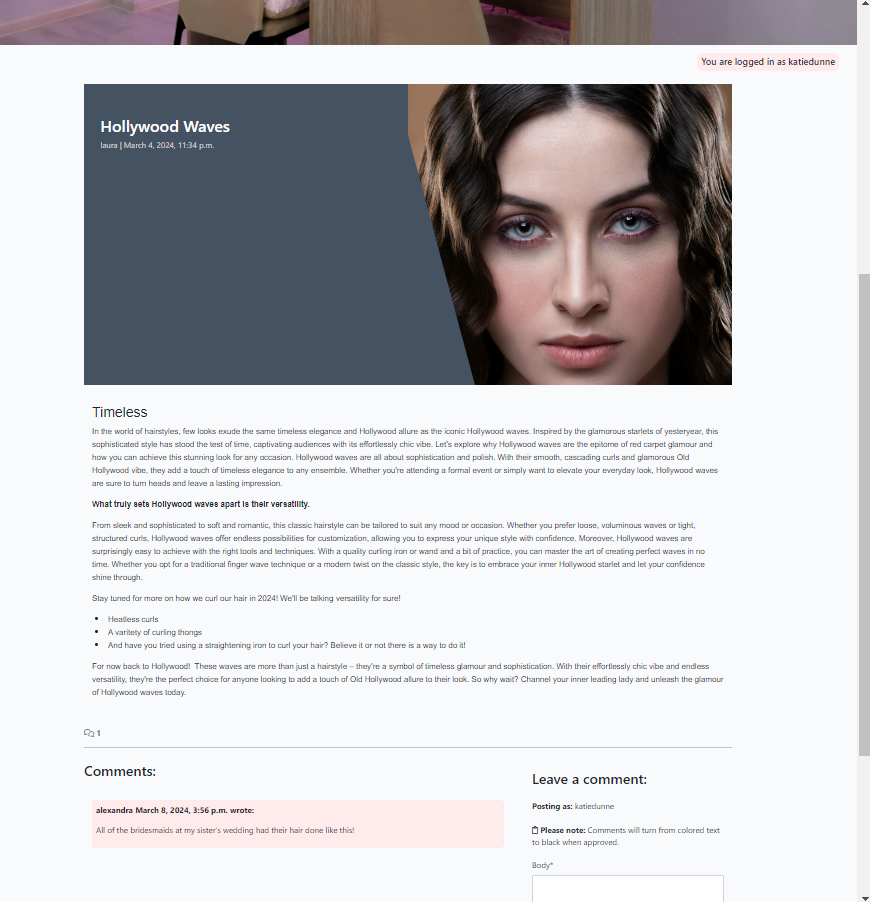 You are logged in as katiedunne
Hollywood Waves
laura | March 4, 2024, 11:34 p.m.
Timeless
In the world of hairstyles, few looks exude the same timeless elegance and Hollywood allure as the iconic Hollywood waves. Inspired by the glamorous starlets of yesteryear, this
sophisticated style has stood the test of time, captivating audiences with its effortlessly chic vibe. Let's explore why Hollywood waves are the epitome of red carpet glamour and
how you can achieve this stunning look for any occasion. Hollywood waves are all about sophistication and polish. With their smooth, cascading curls and glamorous Old
Hollywood vibe, they add a touch of timeless elegance to any ensemble. Whether you're attending a formal event or simply want to elevate your everyday look, Hollywood waves
are sure to turn heads and leave a lasting impression.
What truly sets Hollywood waves apart is their versatility.
From sleek and sophisticated to soft and romantic, this classic hairstyle can be tailored to suit any mood or occasion. Whether you prefer loose, voluminous waves or tight,
structured curls, Hollywood waves offer endless possibilities for customization, allowing you to express your unique style with confidence. Moreover, Hollywood waves are
surprisingly easy to achieve with the right tools and techniques. With a quality curling iron or wand and a bit of practice, you can master the art of creating perfect waves in no
time. Whether you opt for a traditional finger wave technique or a modern twist on the classic style, the key is to embrace your inner Hollywood starlet and let your confidence
shine through.
Stay tuned for more on how we curl our hair in 2024! We'll be talking versatility for sure!
• Heatless curls
• A varitety of curling thongs
• And have you tried using a straightening iron to curl your hair? Believe it or not there is a way to do it!
For now back to Hollywood!  These waves are more than just a hairstyle – they're a symbol of timeless glamour and sophistication. With their effortlessly chic vibe and endless
versatility, they're the perfect choice for anyone looking to add a touch of Old Hollywood allure to their look. So why wait? Channel your inner leading lady and unleash the glamour
of Hollywood waves today.
1
Comments:
alexandra March 8, 2024, 3:56 p.m. wrote:
All of the bridesmaids at my sister's wedding had their hair done like this!
Leave a comment:
Posting as: katiedunne
Please note: Comments will turn from colored text
to black when approved.
Body*